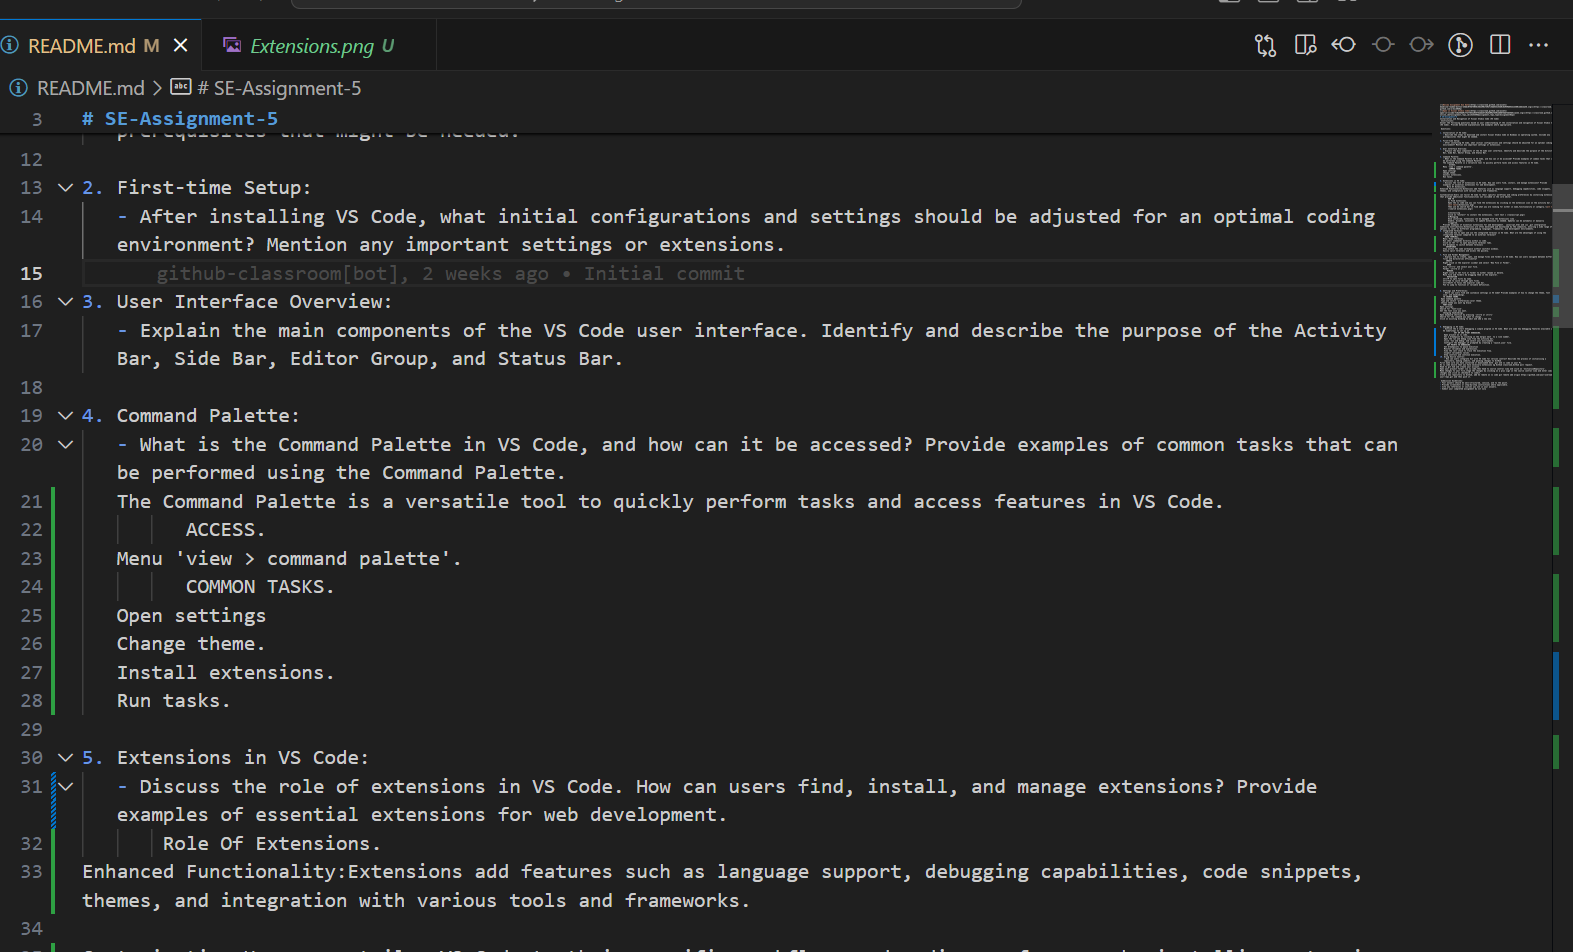 README.md M
Extensions.png U
README.md > # SE-Assignment-5
3 # SE-Assignment-5
prerequisites that might be needed.
12
13 2. First-time Setup:
14 - After installing VS Code, what initial configurations and settings should be adjusted for an optimal coding
environment? Mention any important settings or extensions.
15 github-classroom[bot], 2 weeks ago • Initial commit
16 3. User Interface Overview:
17 - Explain the main components of the VS Code user interface. Identify and describe the purpose of the Activity
Bar, Side Bar, Editor Group, and Status Bar.
18
19 4. Command Palette:
20 - What is the Command Palette in VS Code, and how can it be accessed? Provide examples of common tasks that can
be performed using the Command Palette.
21 The Command Palette is a versatile tool to quickly perform tasks and access features in VS Code.
22 ACCESS.
23 Menu 'view > command palette'.
24 COMMON TASKS.
25 Open settings
26 Change theme.
27 Install extensions.
28 Run tasks.
29
30 5. Extensions in VS Code:
31 - Discuss the role of extensions in VS Code. How can users find, install, and manage extensions? Provide
examples of essential extensions for web development.
32 Role Of Extensions.
33 Enhanced Functionality:Extensions add features such as language support, debugging capabilities, code snippets,
themes, and integration with various tools and frameworks.
34